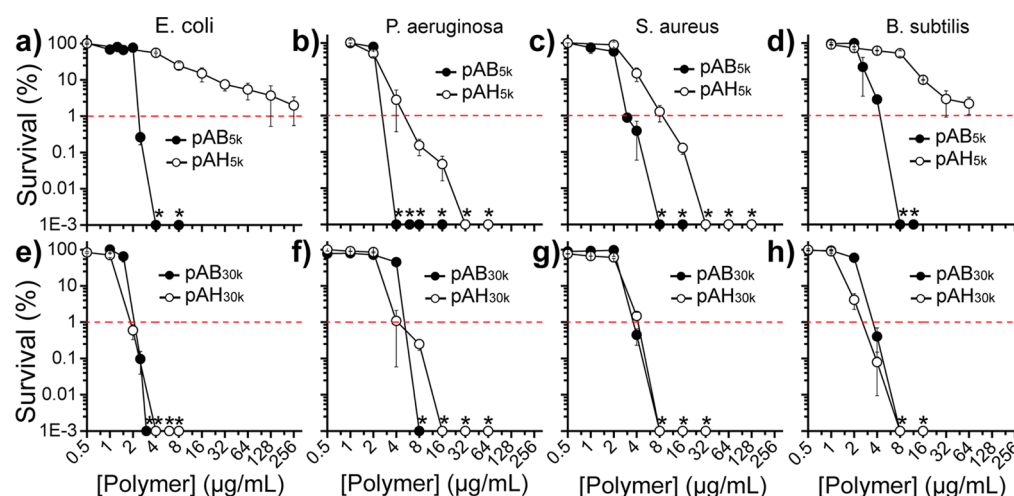 E. coli
P. aeruginosa
S. aureus
B. subtilis
a)
b)
c)
d)
Survival (%)
100
10
1
0.1
0.01
1E-3
pAB5k
pAH5k
pAB5k
pAH5k
pAB5k
pAH5k
pAB5k
pAH5k
* *
* * * * * *
* * * * *
* *
e)
f)
g)
h)
Survival (%)
100
10
1
0.1
0.01
1E-3
pAB30k
pAH30k
pAB30k
pAH30k
pAB30k
pAH30k
pAB30k
pAH30k
* * * *
* * * *
* * *
* *
0.5 1 2 4 8 16 32 64 128 256
0.5 1 2 4 8 16 32 64 128 256
0.5 1 2 4 8 16 32 64 128 256
0.5 1 2 4 8 16 32 64 128 256
[Polymer] (µg/mL)
[Polymer] (µg/mL)
[Polymer] (µg/mL)
[Polymer] (µg/mL)